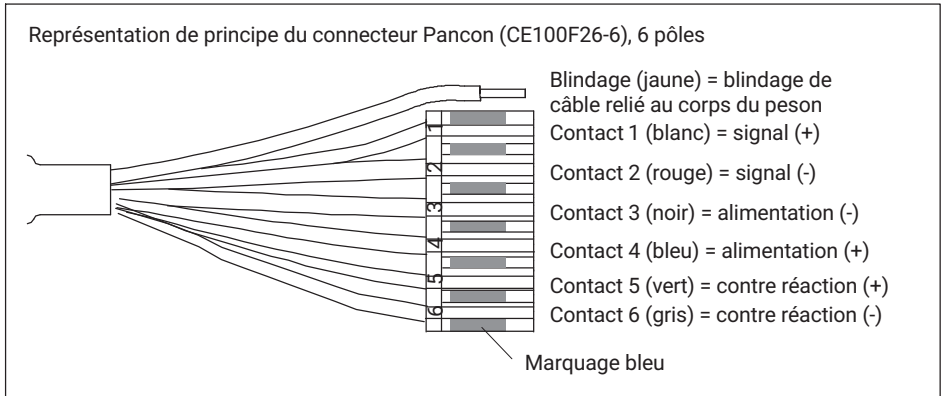 Représentation de principe du connecteur Pancon (CE100F26-6), 6 pôles
Blindage (jaune) = blindage de
câble relié au corps du peson
Contact 1 (blanc) = signal (+)
Contact 2 (rouge) = signal (-)
Contact 3 (noir) = alimentation (-)
Contact 4 (bleu) = alimentation (+)
Contact 5 (vert) = contre réaction (+)
Contact 6 (gris) = contre réaction (-)
1
2
3
4
5
6
Marquage bleu